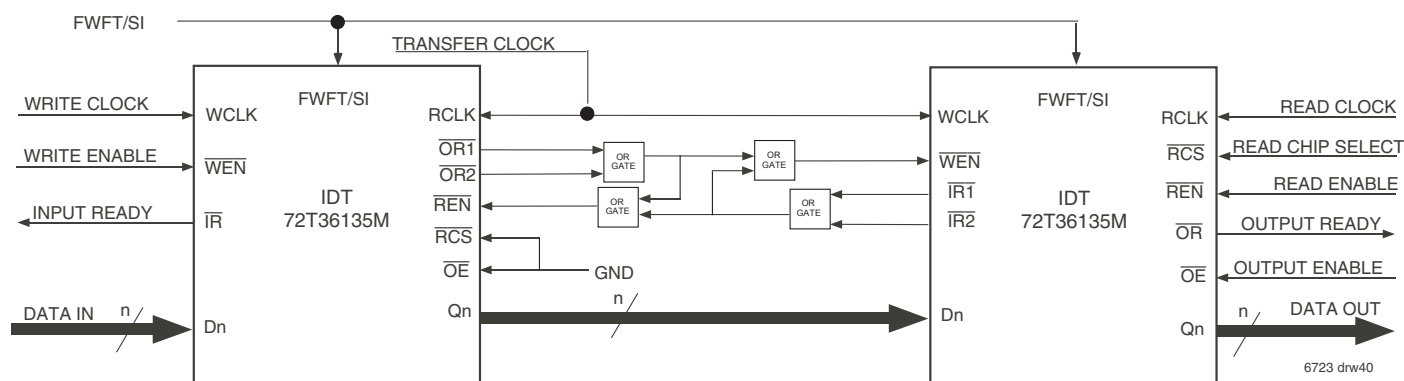 FWFT/SI
TRANSFER CLOCK
WRITE CLOCK
WRITE ENABLE
INPUT READY
DATA IN
n
FWFT/SI
WCLK
WEN
IR
Dn
IDT
72T36135M
RCLK
OR1
OR2
REN
RCS
OE
Qn
OR
GATE
OR
GATE
OR
GATE
OR
GATE
GND
n
FWFT/SI
WCLK
WEN
IR1
IR2
Dn
IDT
72T36135M
RCLK
RCS
REN
OR
OE
Qn
READ CLOCK
READ CHIP SELECT
READ ENABLE
OUTPUT READY
OUTPUT ENABLE
n
DATA OUT
6723 drw40